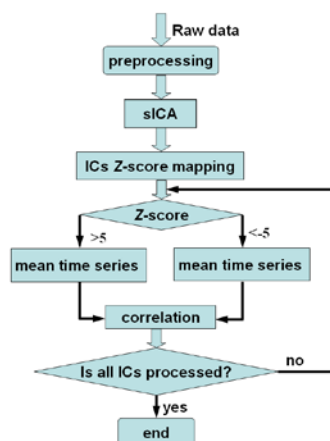 Raw data
preprocessing
sICA
ICs Z-score mapping
Z-score
>5
<-5
mean time series
mean time series
correlation
Is all ICs processed?
no
yes
end